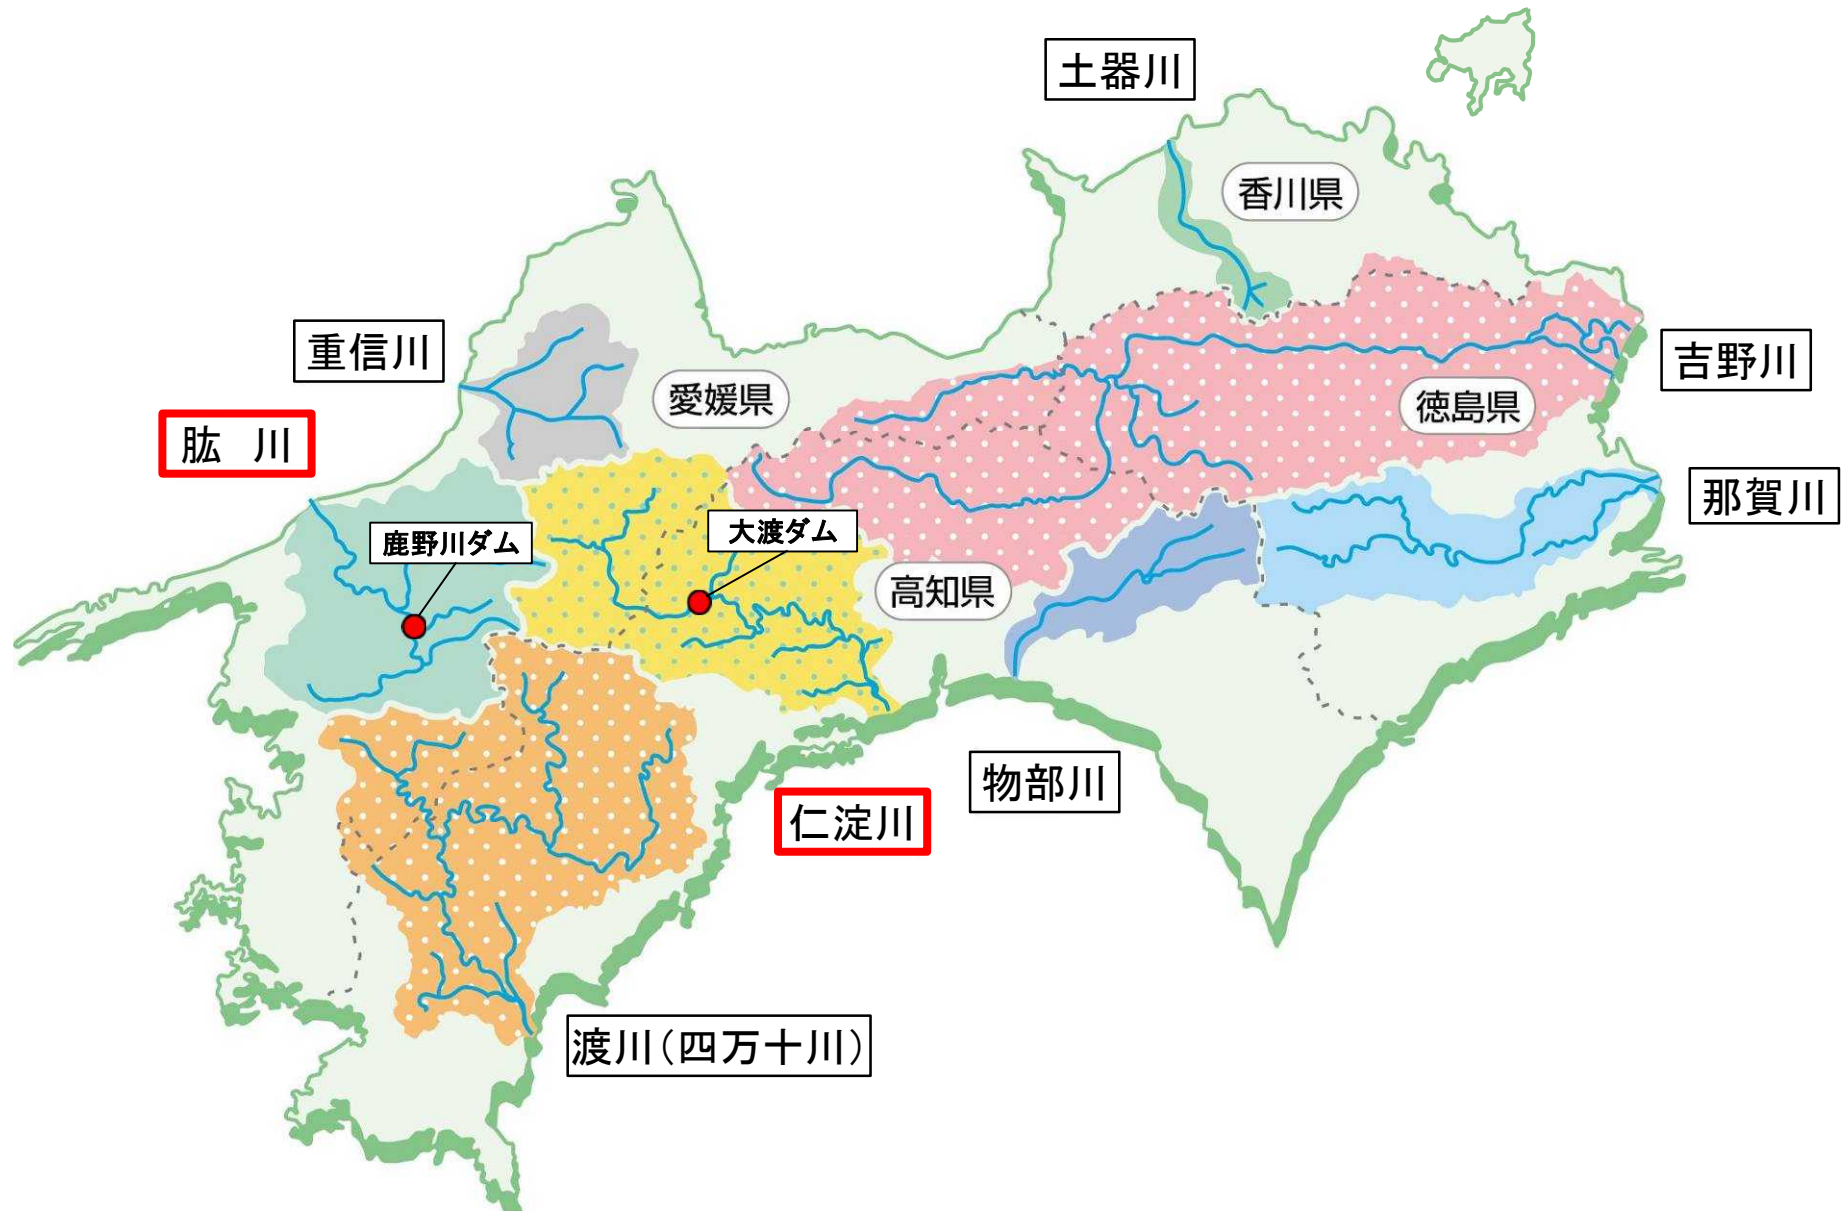 土器川
香川県
重信川
吉野川
愛媛県
徳島県
肱　川
那賀川
鹿野川ダム
大渡ダム
高知県
物部川
仁淀川
渡川（四万十川）